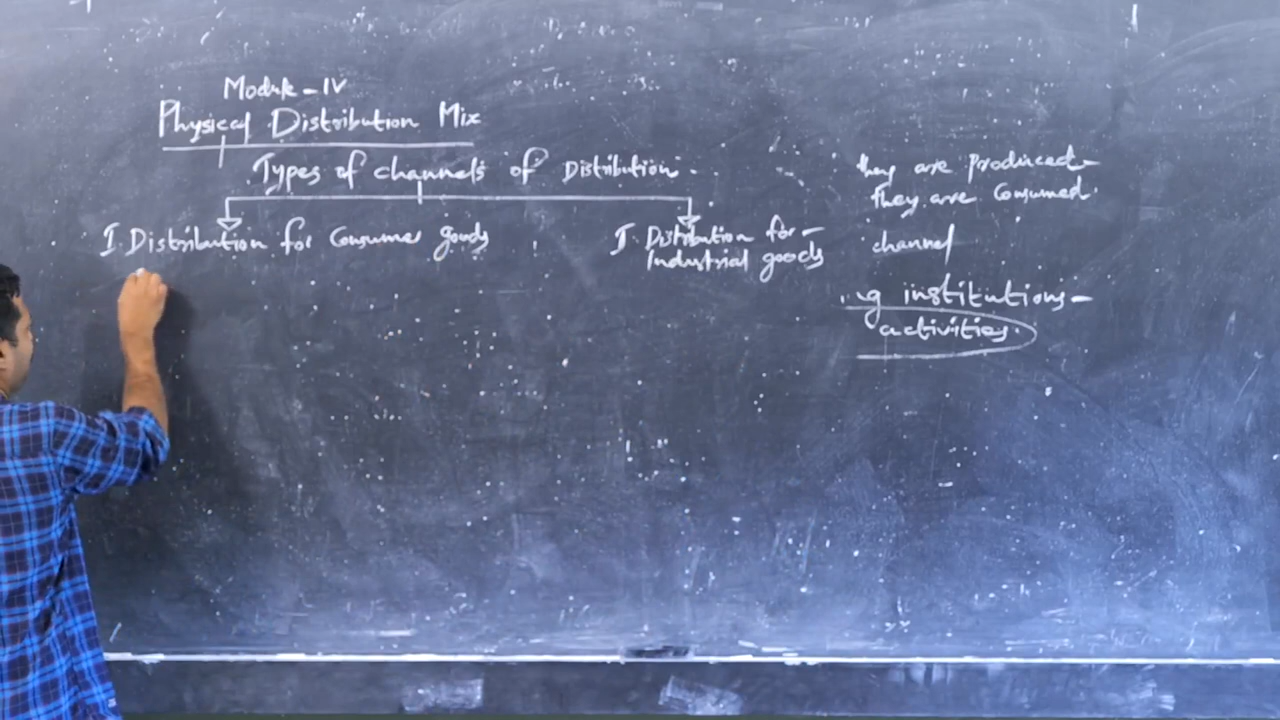 Module - IV
Physical Distribution Mix
Types of channels of Distribution.
I. Distribution for Consumer goods
I. Distribution for -
Industrial goods
they are Produced -
they are Consumed.
channel
g institutions -
activities.